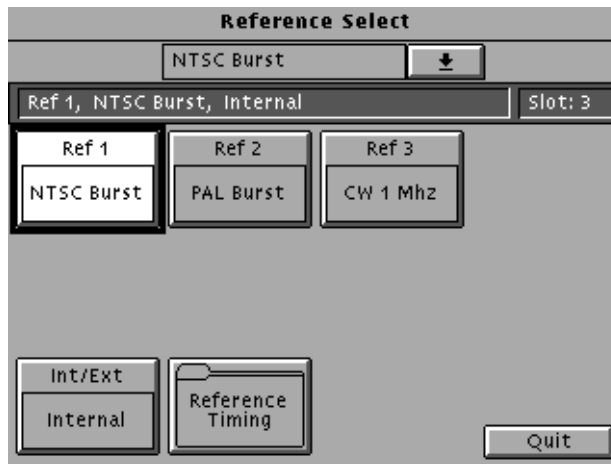 Reference Select
NTSC Burst
Ref 1, NTSC Burst, Internal Slot: 3
Ref 1 Ref 2 Ref 3
NTSC Burst PAL Burst CW 1 Mhz
Int/Ext
Internal
Reference
Timing
Quit